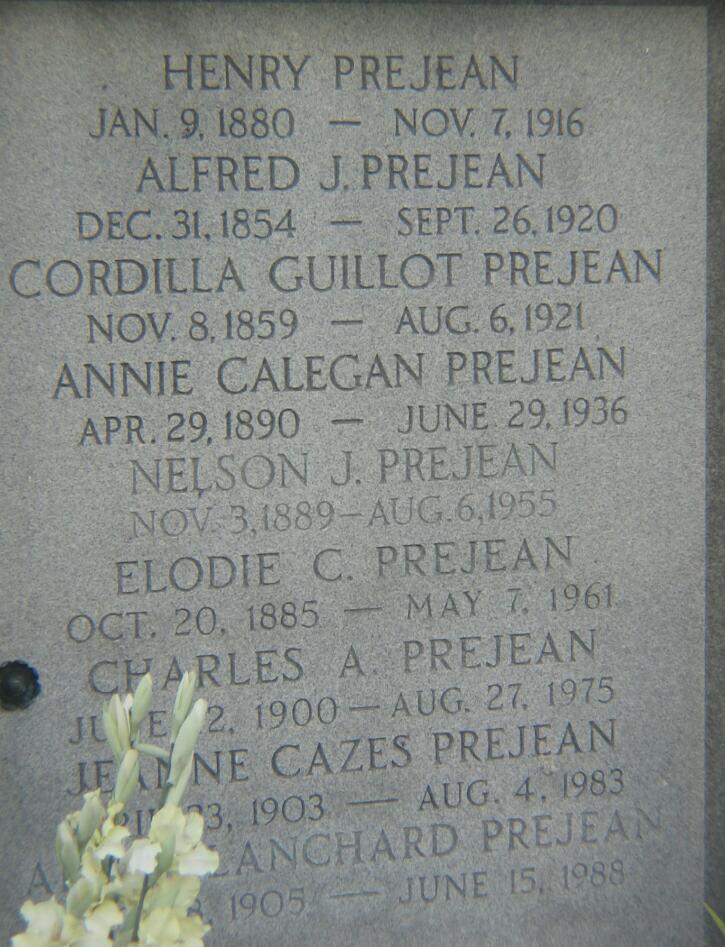 HENRY PREJEAN
JAN. 9, 1880 — NOV. 7, 1916
ALFRED J. PREJEAN
DEC. 31, 1854 — SEPT. 26, 1920
CORDILLA GUILLOT PREJEAN
NOV. 8, 1859 — AUG. 6, 1921
ANNIE CALEGAN PREJEAN
APR. 29, 1890 — JUNE 29, 1936
NELSON J. PREJEAN
NOV. 3, 1889 — AUG. 6, 1955
ELODIE C. PREJEAN
OCT. 20, 1885 — MAY 7, 1961
CHARLES A. PREJEAN
1900 — AUG. 27, 1975
JEANNE CAZES PREJEAN
1903 — AUG. 4, 1983
PREJEAN
1905 — JUNE 15, 1988